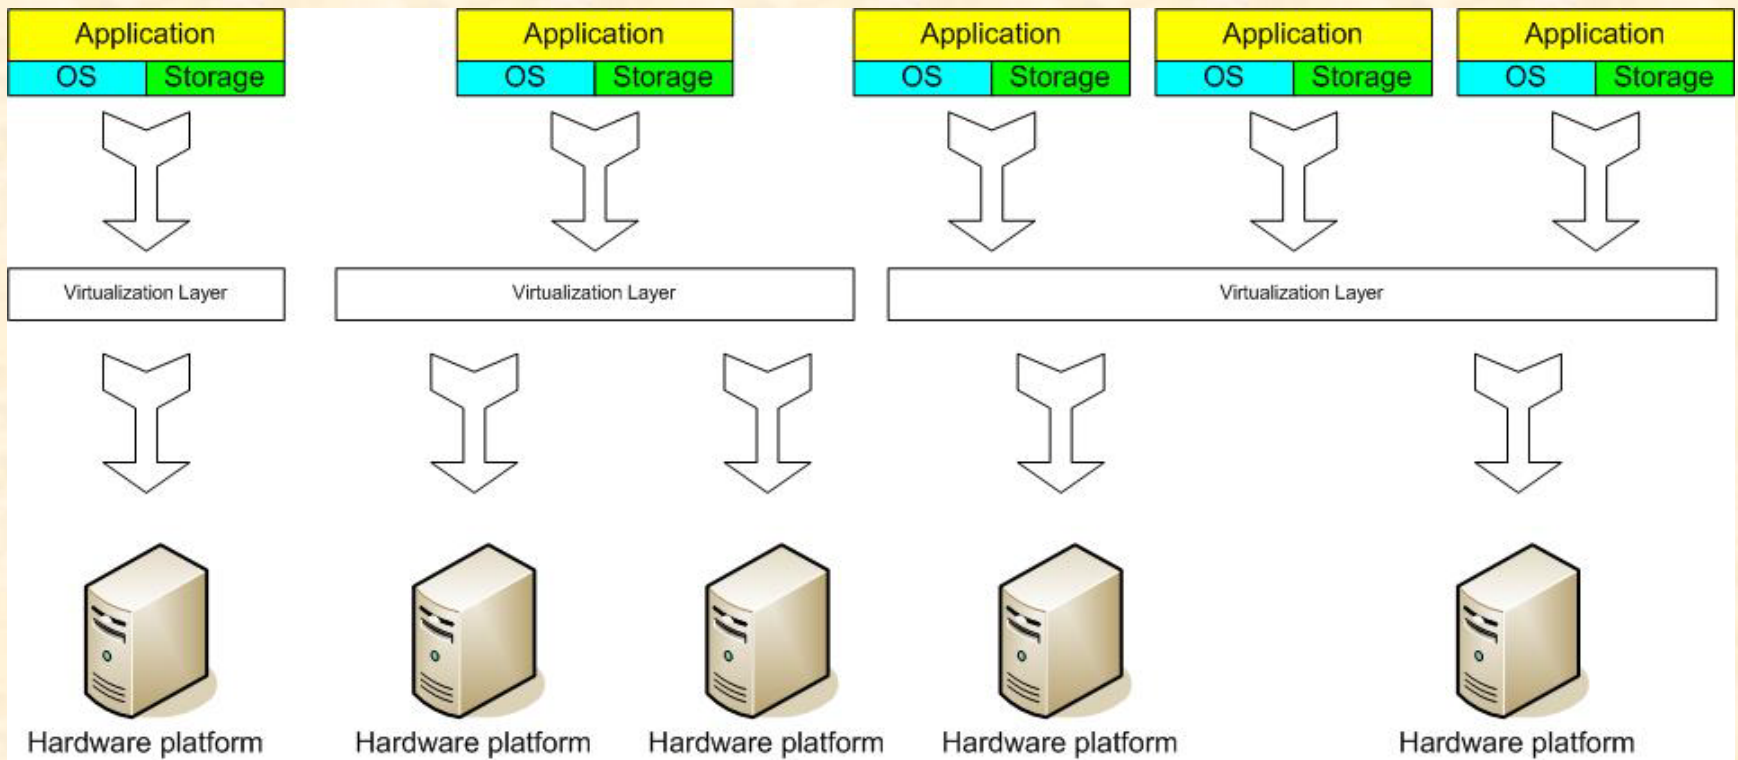 Application Application Application Application Application
OS Storage OS Storage OS Storage OS Storage OS Storage
Virtualization Layer Virtualization Layer Virtualization Layer
Hardware platform Hardware platform Hardware platform Hardware platform Hardware platform